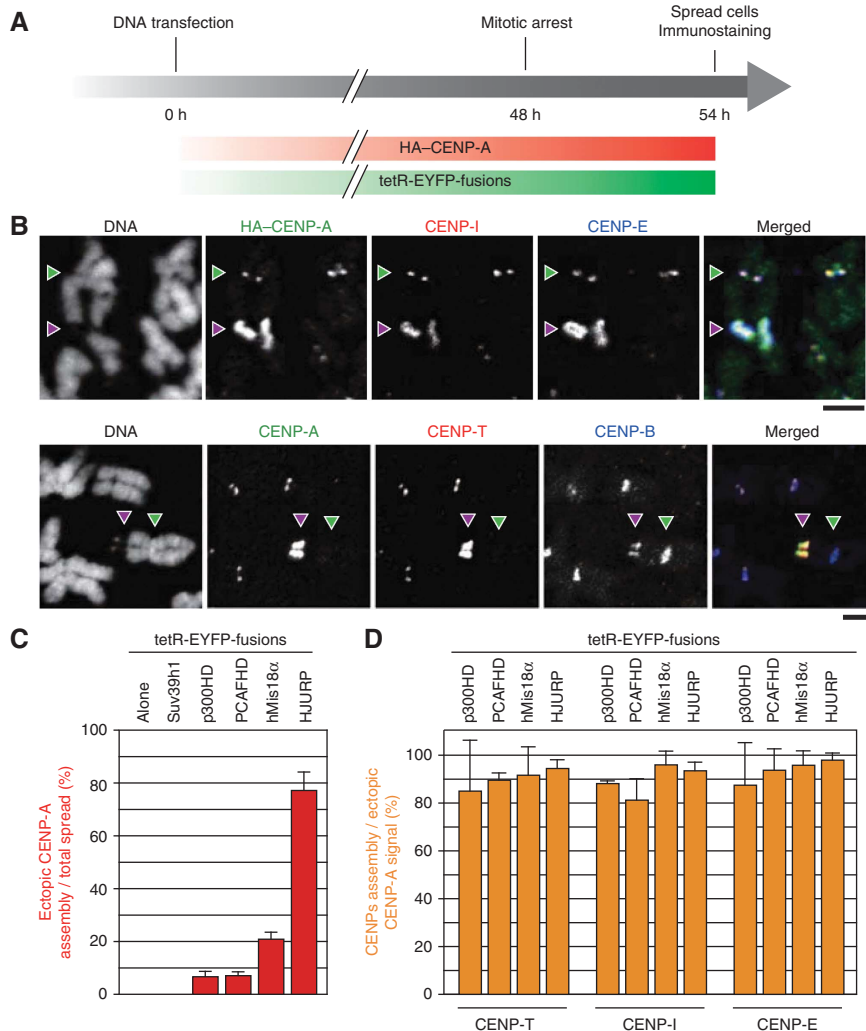 A
DNA transfection
Mitotic arrest
Spread cells
Immunostaining
0 h
48 h
54 h
HA–CENP-A
tetR-EYFP-fusions
B
DNA
HA–CENP-A
CENP-I
CENP-E
Merged
DNA
CENP-A
CENP-T
CENP-B
Merged
C
tetR-EYFP-fusions
Alone
Suv39h1
p300HD
PCAFHD
hMis18α
HJURP
Ectopic CENP-A
assembly / total spread (%)
100
80
60
40
20
0
D
tetR-EYFP-fusions
p300HD
PCAFHD
hMis18α
HJURP
p300HD
PCAFHD
hMis18α
HJURP
p300HD
PCAFHD
hMis18α
HJURP
CENPs assembly / ectopic
CENP-A signal (%)
100
80
60
40
20
0
CENP-T
CENP-I
CENP-E